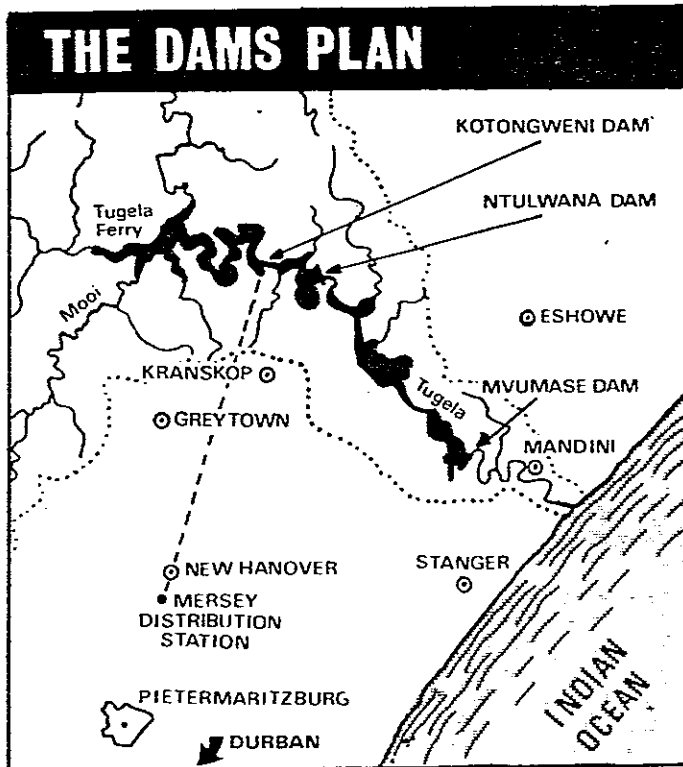 THE DAMS PLAN
KOTONGWENI DAM
NTULWANA DAM
Tugela
Ferry
Mooi
ESHOWE
KRANSKOP
MVUMASE DAM
Tugela
GREYTOWN
MANDINI
NEW HANOVER
STANGER
MERSEY
DISTRIBUTION
STATION
PIETERMARITZBURG
DURBAN
INDIAN
OCEAN